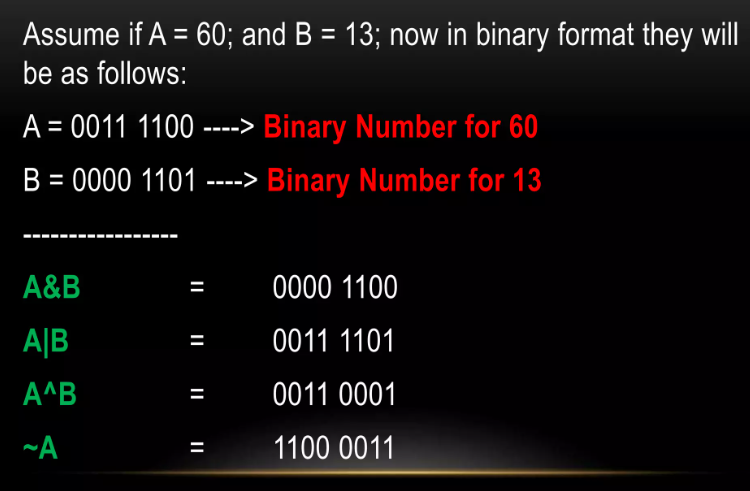 Assume if A = 60; and B = 13; now in binary format they will
be as follows:
A = 0011 1100 ----> Binary Number for 60
B = 0000 1101 ----> Binary Number for 13
-----------------
A&B = 0000 1100
A|B = 0011 1101
A^B = 0011 0001
~A = 1100 0011